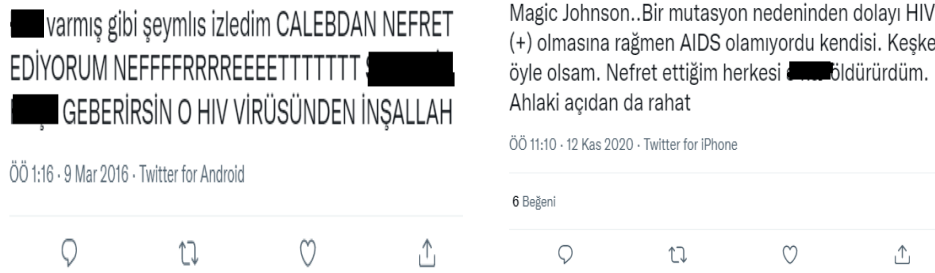 varmış gibi şeymlıs izledim CALEBDAN NEFRET
EDİYORUM NEFFFFRRRREEEETTTTTTT
GEBERİRSİN O HIV VİRÜSÜNDEN İNŞALLAH
ÖÖ 1:16 · 9 Mar 2016 · Twitter for Android
Magic Johnson..Bir mutasyon nedeninden dolayı HIV
(+) olmasına rağmen AIDS olamıyordu kendisi. Keşke
öyle olsam. Nefret ettiğim herkesi öldürürdüm.
Ahlaki açıdan da rahat
ÖÖ 11:10 · 12 Kas 2020 · Twitter for iPhone
6 Beğeni